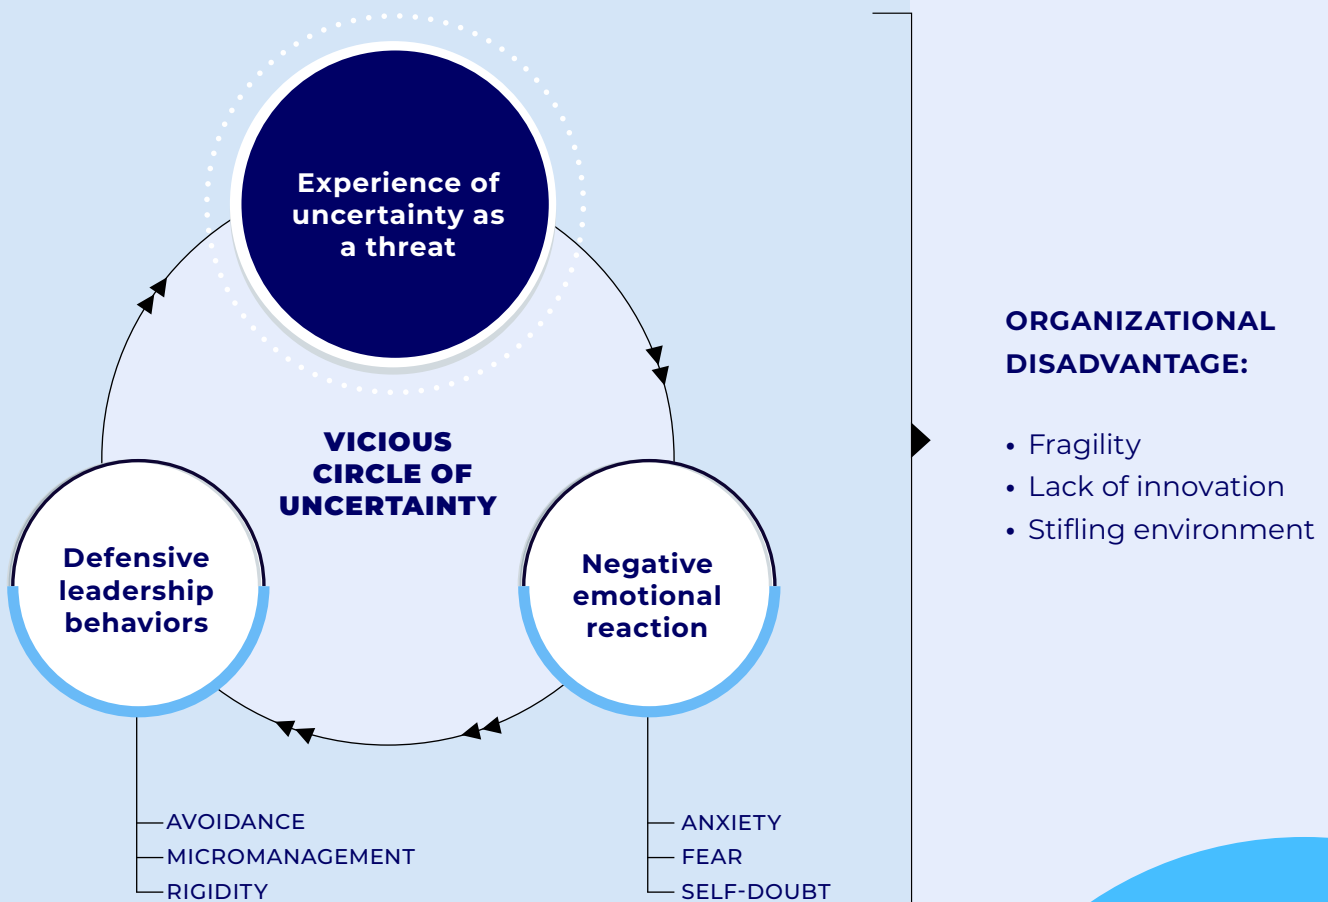 Experience of
uncertainty as
a threat
VICIOUS
CIRCLE OF
UNCERTAINTY
Defensive
leadership
behaviors
Negative
emotional
reaction
AVOIDANCE
MICROMANAGEMENT
RIGIDITY
ANXIETY
FEAR
SELF-DOUBT
ORGANIZATIONAL
DISADVANTAGE:
• Fragility
• Lack of innovation
• Stifling environment